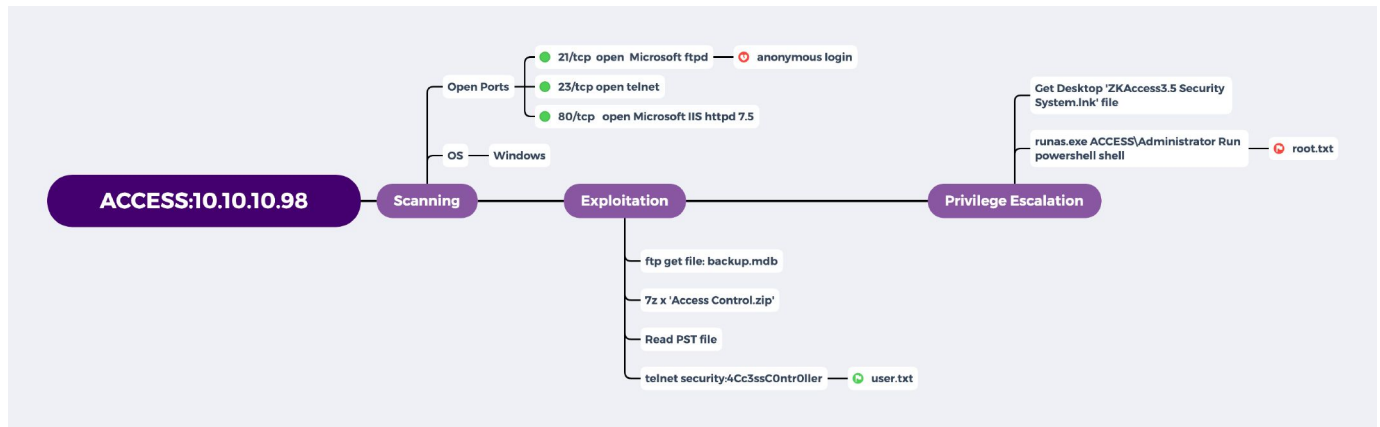 ACCESS:10.10.10.98
Scanning
Open Ports
21/tcp open Microsoft ftpd
anonymous login
23/tcp open telnet
80/tcp open Microsoft IIS httpd 7.5
OS
Windows
Exploitation
ftp get file: backup.mdb
7z x 'Access Control.zip'
Read PST file
telnet security:4Cc3ssC0ntr0ller
user.txt
Privilege Escalation
Get Desktop 'ZKAccess3.5 Security
System.lnk' file
runas.exe ACCESS\Administrator Run
powershell shell
root.txt